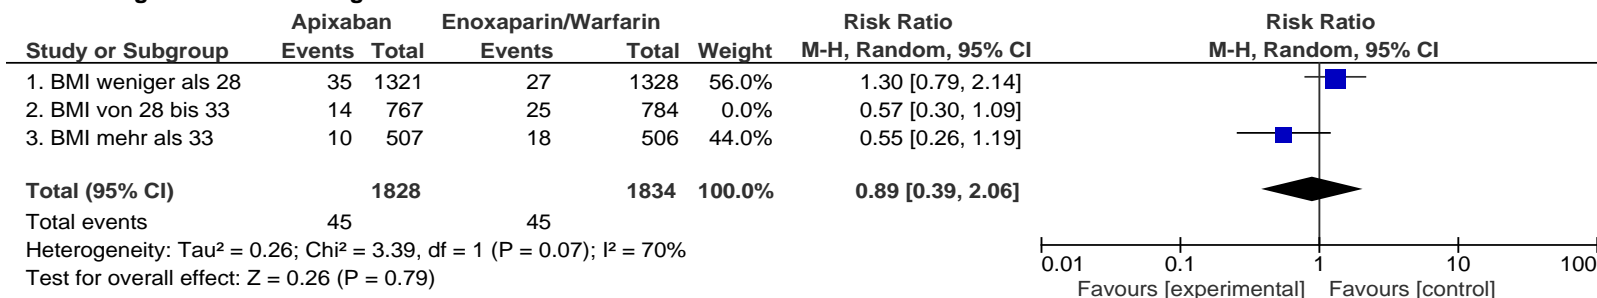 Apixaban Enoxaparin/Warfarin Risk Ratio Risk Ratio
Study or Subgroup Events Total Events Total Weight M-H, Random, 95% CI M-H, Random, 95% CI
1. BMI weniger als 28 35 1321 27 1328 56.0% 1.30 [0.79, 2.14]
2. BMI von 28 bis 33 14 767 25 784 0.0% 0.57 [0.30, 1.09]
3. BMI mehr als 33 10 507 18 506 44.0% 0.55 [0.26, 1.19]
Total (95% CI) 1828 1834 100.0% 0.89 [0.39, 2.06]
Total events 45 45
Heterogeneity: Tau² = 0.26; Chi² = 3.39, df = 1 (P = 0.07); I² = 70%
Test for overall effect: Z = 0.26 (P = 0.79)
0.01 0.1 1 10 100
Favours [experimental] Favours [control]